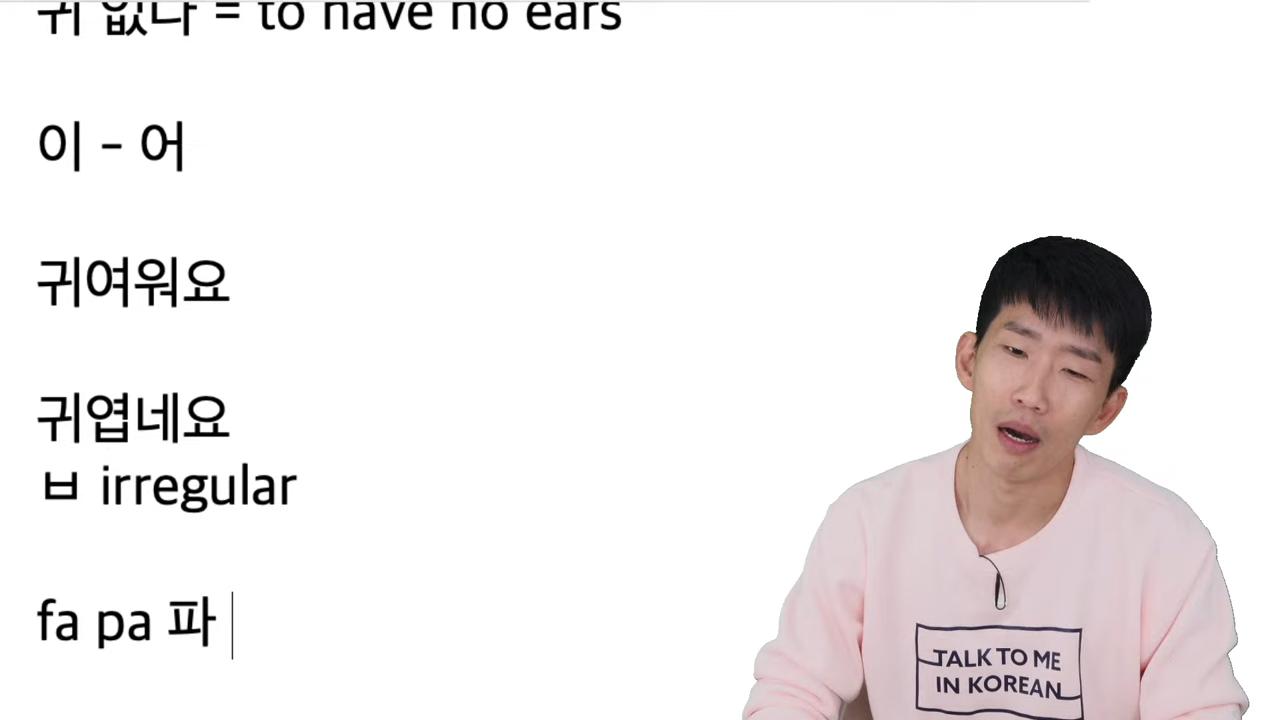 귀 없다 = to have no ears
이 - 어
귀여워요
귀엽네요
ㅂ irregular
fa pa 파
TALK TO ME
IN KOREAN